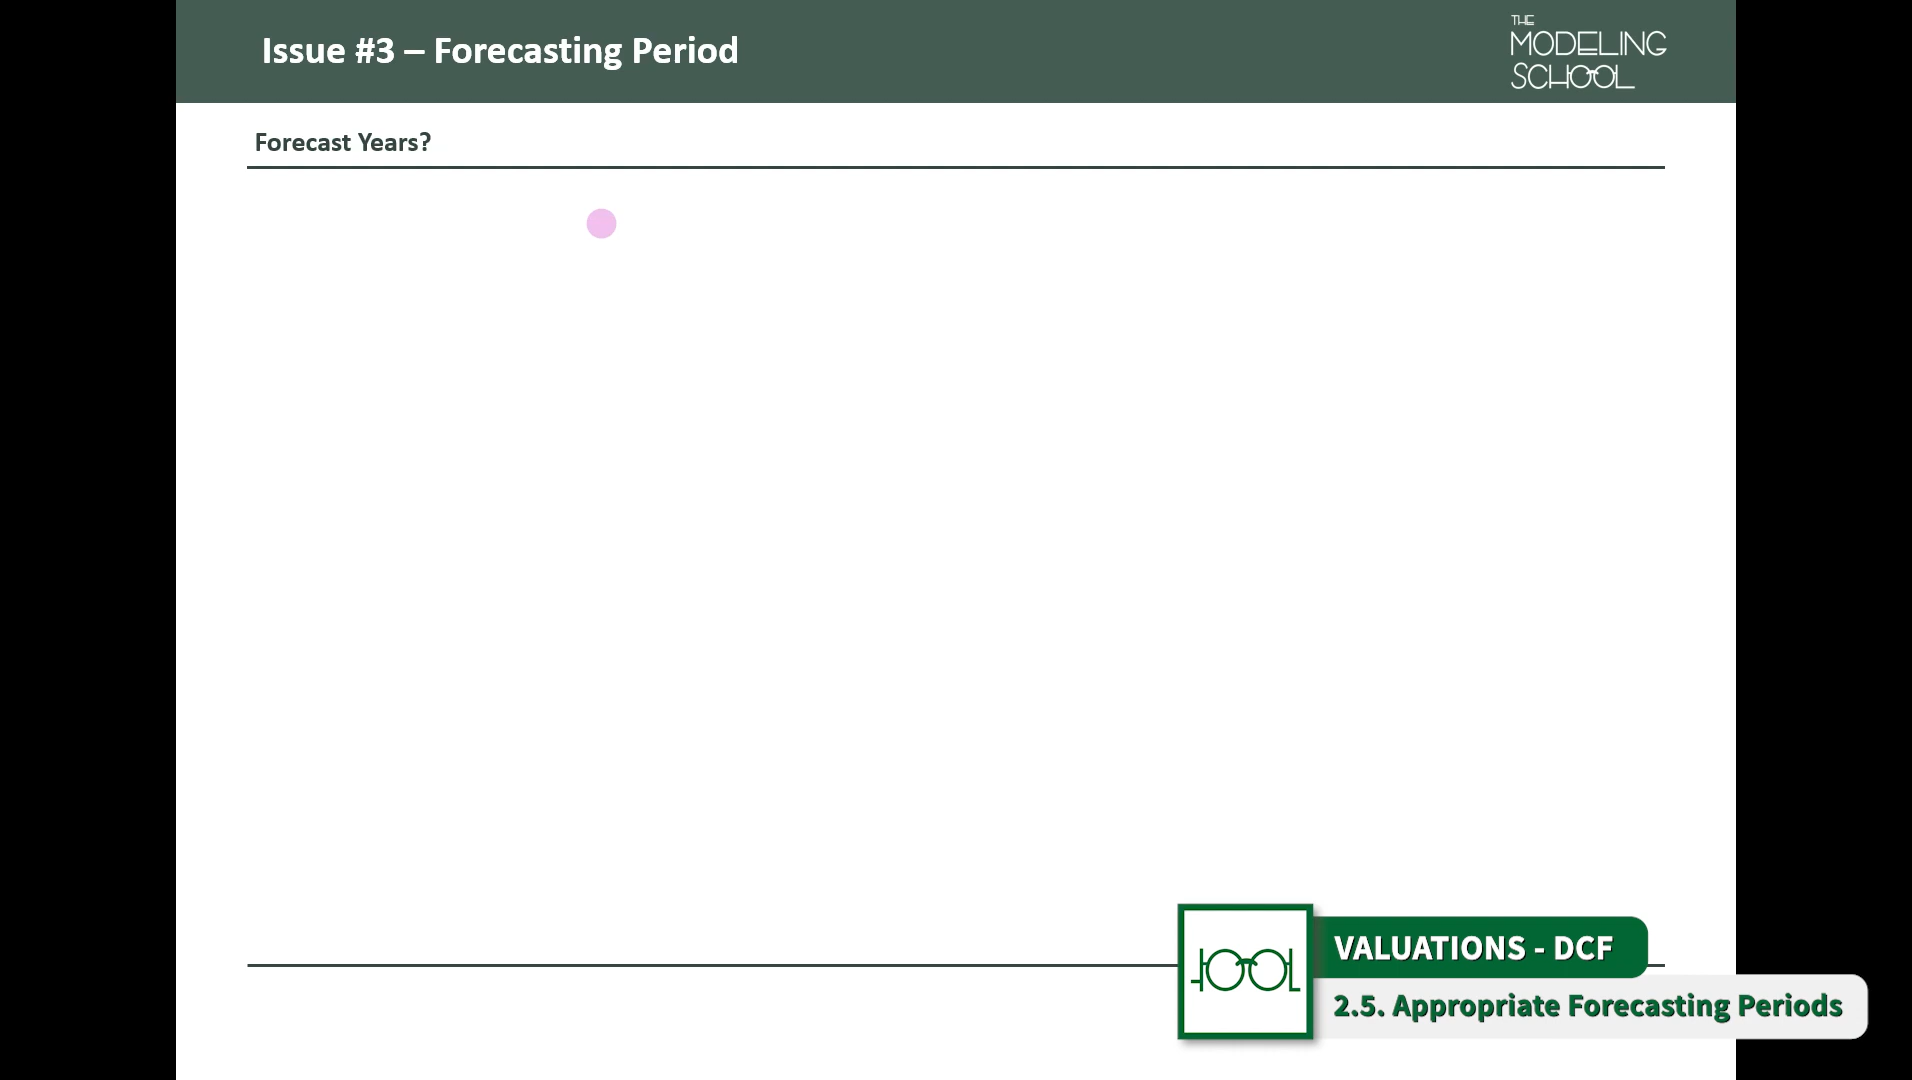 Issue #3 – Forecasting Period
THE
MODELING
SCHOOL
Forecast Years?
VALUATIONS - DCF
2.5. Appropriate Forecasting Periods